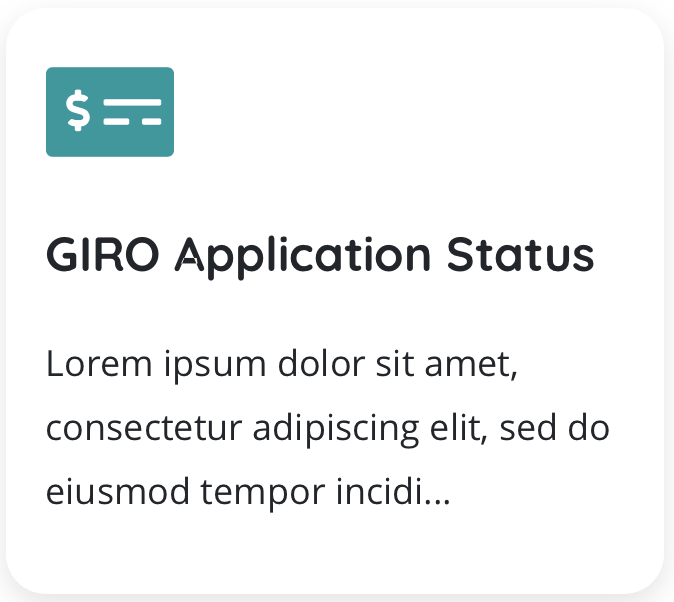 $
GIRO Application Status
Lorem ipsum dolor sit amet,
consectetur adipiscing elit, sed do
eiusmod tempor incidi...